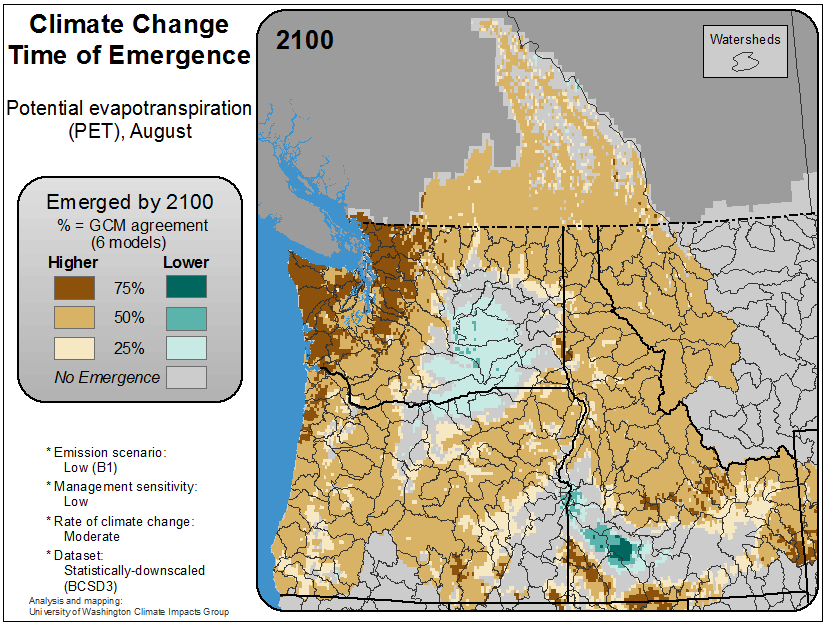 Climate Change
Time of Emergence
Potential evapotranspiration
(PET), August
Emerged by 2100
% = GCM agreement
(6 models)
Higher Lower
75%
50%
25%
No Emergence
* Emission scenario:
Low (B1)
* Management sensitivity:
Low
* Rate of climate change:
Moderate
* Dataset:
Statistically-downscaled
(BCSD3)
Analysis and mapping:
University of Washington Climate Impacts Group
2100
Watersheds